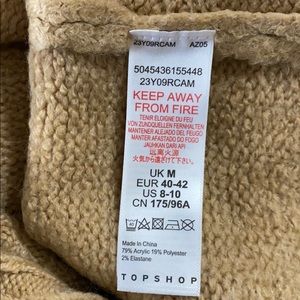 23Y09RCAM AZ05
5045436155448
23Y09RCAM
KEEP AWAY
FROM FIRE
TENIR ELOIGNE DU FEU
VON ZUNDQUELLEN FERNHALTEN
MANTENER ALEJADO DEL FUEGO
MANTER AFASTADO DO FOGO
JAUHKAN DARI API
远离火源
火気から遠ざけて下さい。
UK M
EUR 40-42
US 8-10
CN 175/96A
Made In China
79% Acrylic 19% Polyester
2% Elastane
TOPSHOP